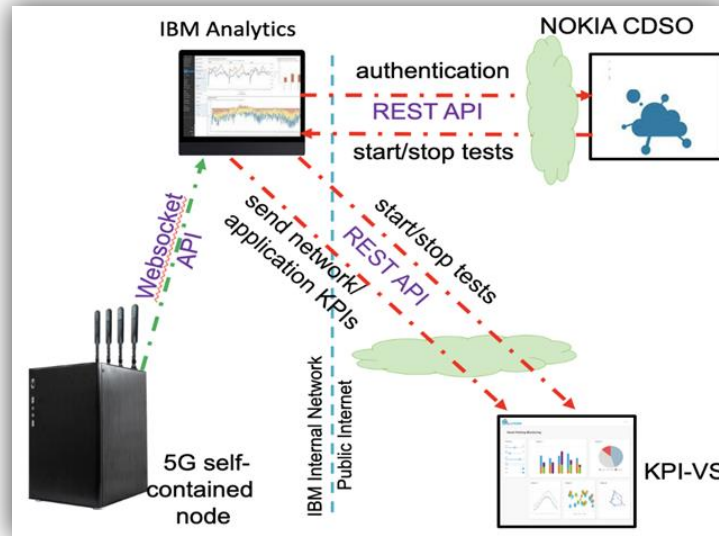 IBM Analytics
NOKIA CDSO
authentication
REST API
start/stop tests
Websocket
API
send network/
application KPIs
start/stop tests
REST API
IBM Internal Network
Public Internet
5G self-
contained
node
KPI-VS